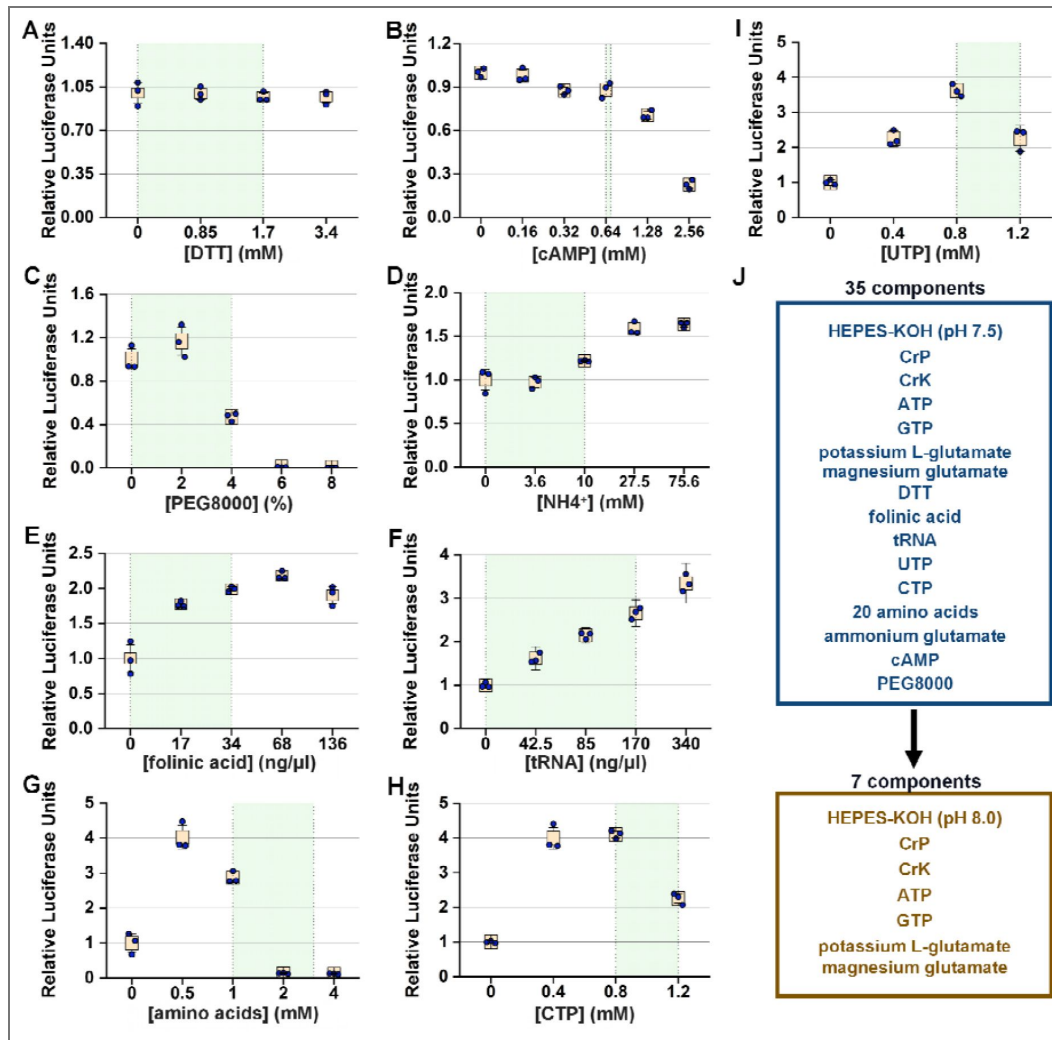 A
Relative Luciferase Units
1.40
1.05
0.70
0.35
0.00
0
0.85
1.7
3.4
[DTT] (mM)
B
Relative Luciferase Units
1.2
0.9
0.6
0.3
0.0
0
0.16
0.32
0.64
1.28
2.56
[cAMP] (mM)
I
Relative Luciferase Units
5
4
3
2
1
0
0
0.4
0.8
1.2
[UTP] (mM)
C
Relative Luciferase Units
1.6
1.2
0.8
0.4
0.0
0
2
4
6
8
[PEG8000] (%)
D
Relative Luciferase Units
2.0
1.5
1.0
0.5
0.0
0
3.6
10
27.5
75.6
[NH4⁺] (mM)
E
Relative Luciferase Units
2.5
2.0
1.5
1.0
0.5
0.0
0
17
34
68
136
[folinic acid] (ng/µl)
F
Relative Luciferase Units
4
3
2
1
0
0
42.5
85
170
340
[tRNA] (ng/µl)
G
Relative Luciferase Units
5
4
3
2
1
0
0
0.5
1
2
4
[amino acids] (mM)
H
Relative Luciferase Units
5
4
3
2
1
0
0
0.4
0.8
1.2
[CTP] (mM)
J
35 components
HEPES-KOH (pH 7.5)
CrP
CrK
ATP
GTP
potassium L-glutamate
magnesium glutamate
DTT
folinic acid
tRNA
UTP
CTP
20 amino acids
ammonium glutamate
cAMP
PEG8000
7 components
HEPES-KOH (pH 8.0)
CrP
CrK
ATP
GTP
potassium L-glutamate
magnesium glutamate